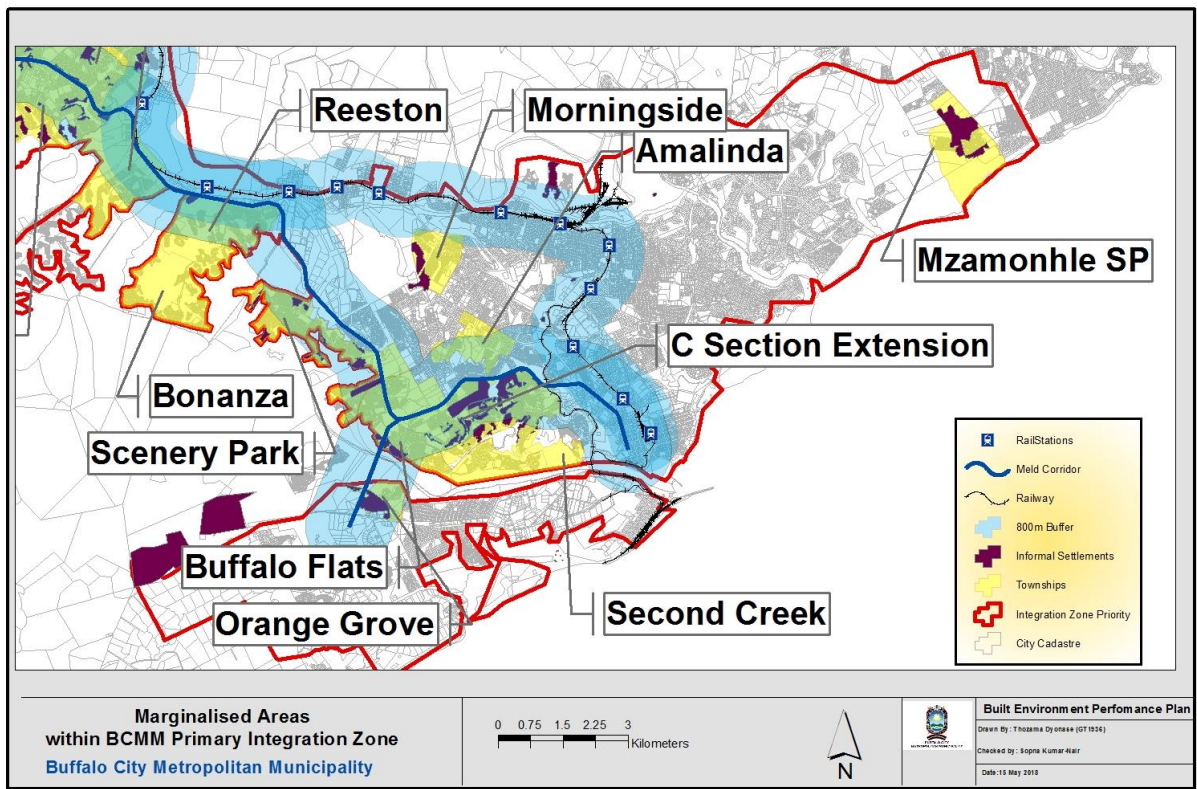 Reeston
Morningside
Amalinda
Mzamonhle SP
C Section Extension
Bonanza
Scenery Park
Buffalo Flats
Orange Grove
Second Creek
RailStations
Meld Corridor
Railway
800m Buffer
Informal Settlements
Townships
Integration Zone Priority
City Cadastre
Marginalised Areas
within BCMM Primary Integration Zone
Buffalo City Metropolitan Municipality
0 0.75 1.5 2.25 3
Kilometers
N
Built Environment Perfomance Plan
Drawn By: Thozama Dyonase (GT1936)
Checked by: Sopna Kumar-Nair
Date:15 May 2018